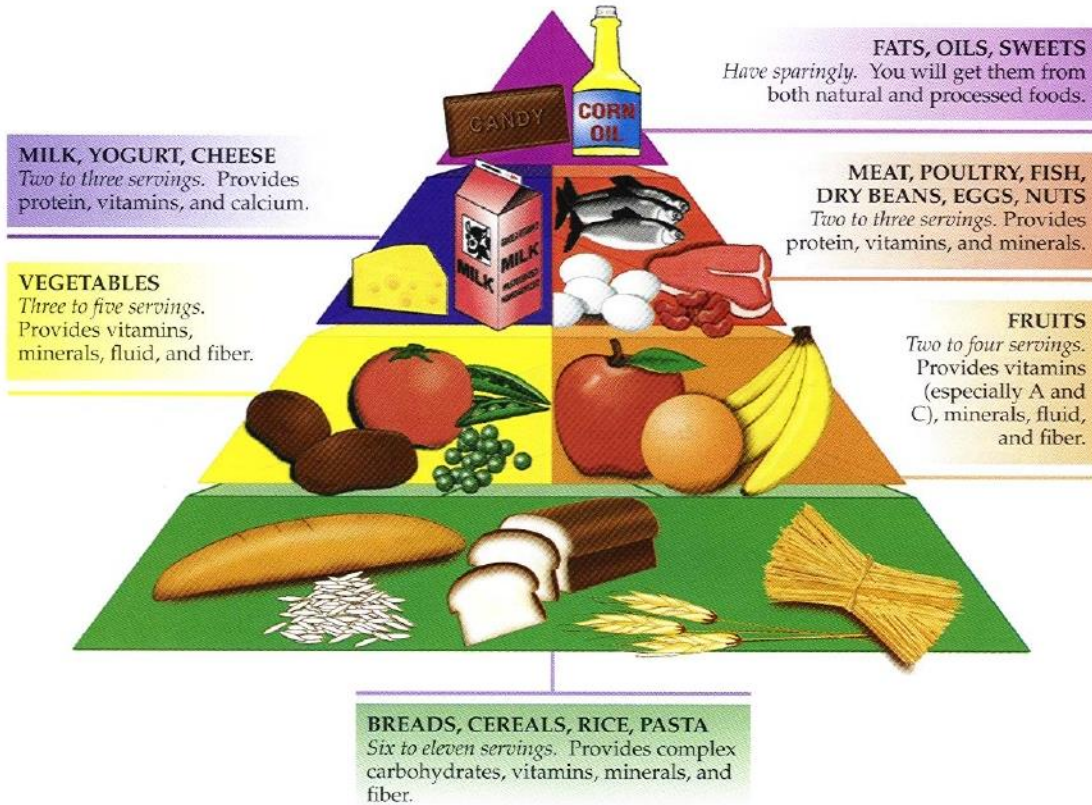 FATS, OILS, SWEETS
Have sparingly. You will get them from
both natural and processed foods.
CANDY
CORN
OIL
MILK, YOGURT, CHEESE
Two to three servings. Provides
protein, vitamins, and calcium.
MEAT, POULTRY, FISH,
DRY BEANS, EGGS, NUTS
Two to three servings. Provides
protein, vitamins, and minerals.
MILK
MILK
VEGETABLES
Three to five servings.
Provides vitamins,
minerals, fluid, and fiber.
FRUITS
Two to four servings.
Provides vitamins
(especially A and
C), minerals, fluid,
and fiber.
BREADS, CEREALS, RICE, PASTA
Six to eleven servings. Provides complex
carbohydrates, vitamins, minerals, and
fiber.